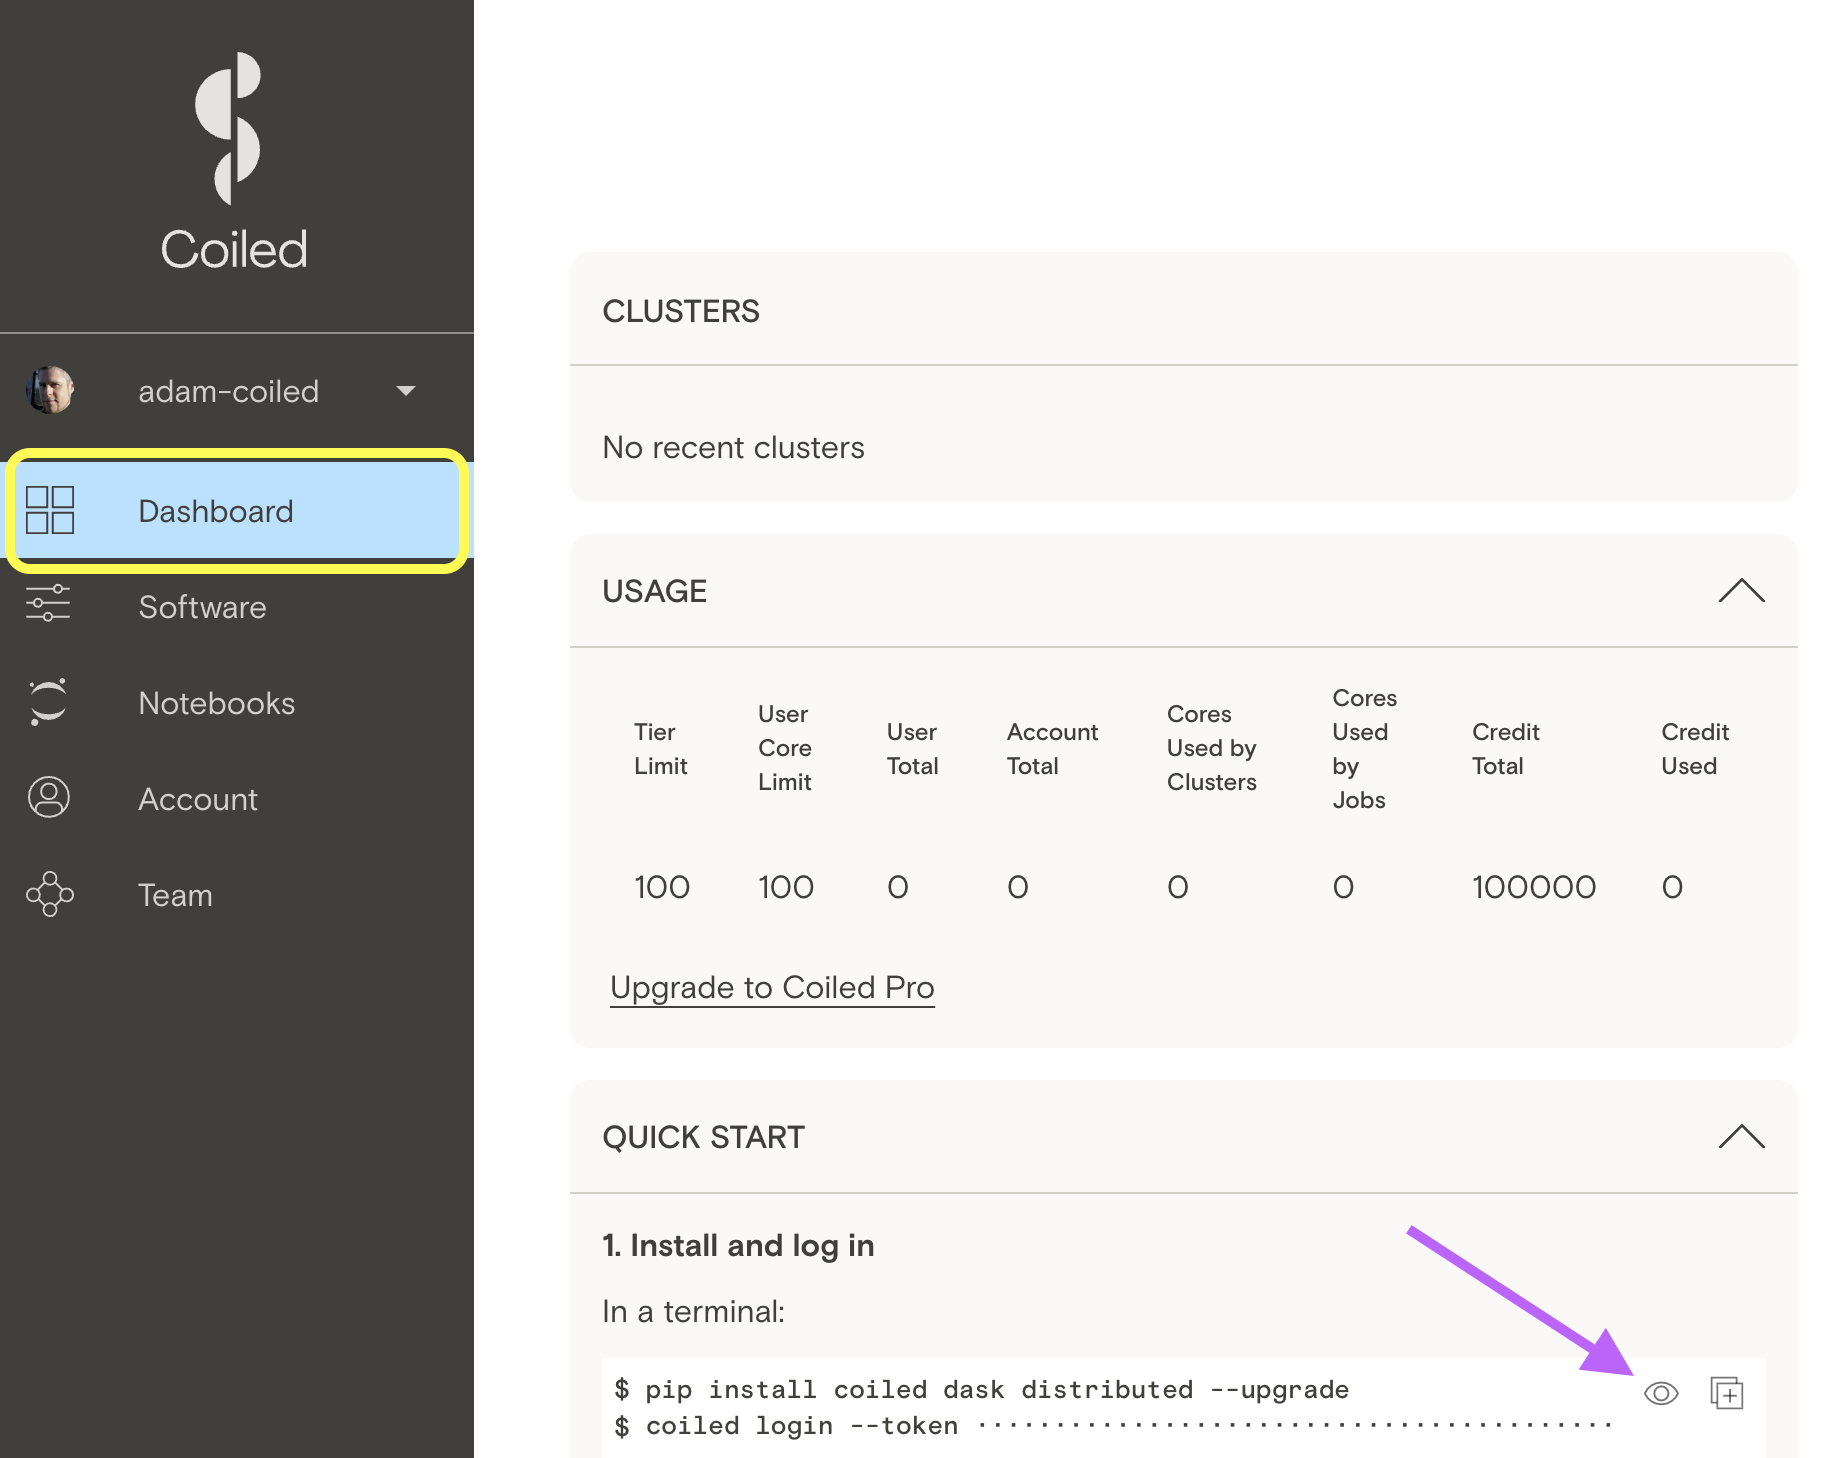 Coiled
adam-coiled
Dashboard
Software
Notebooks
Account
Team
CLUSTERS
No recent clusters
USAGE
Tier
Limit
User
Core
Limit
User
Total
Account
Total
Cores
Used by
Clusters
Cores
Used
by
Jobs
Credit
Total
Credit
Used
100 100 0 0 0 0 100000 0
Upgrade to Coiled Pro
QUICK START
1. Install and log in
In a terminal:
$ pip install coiled dask distributed --upgrade
$ coiled login --token ·········································